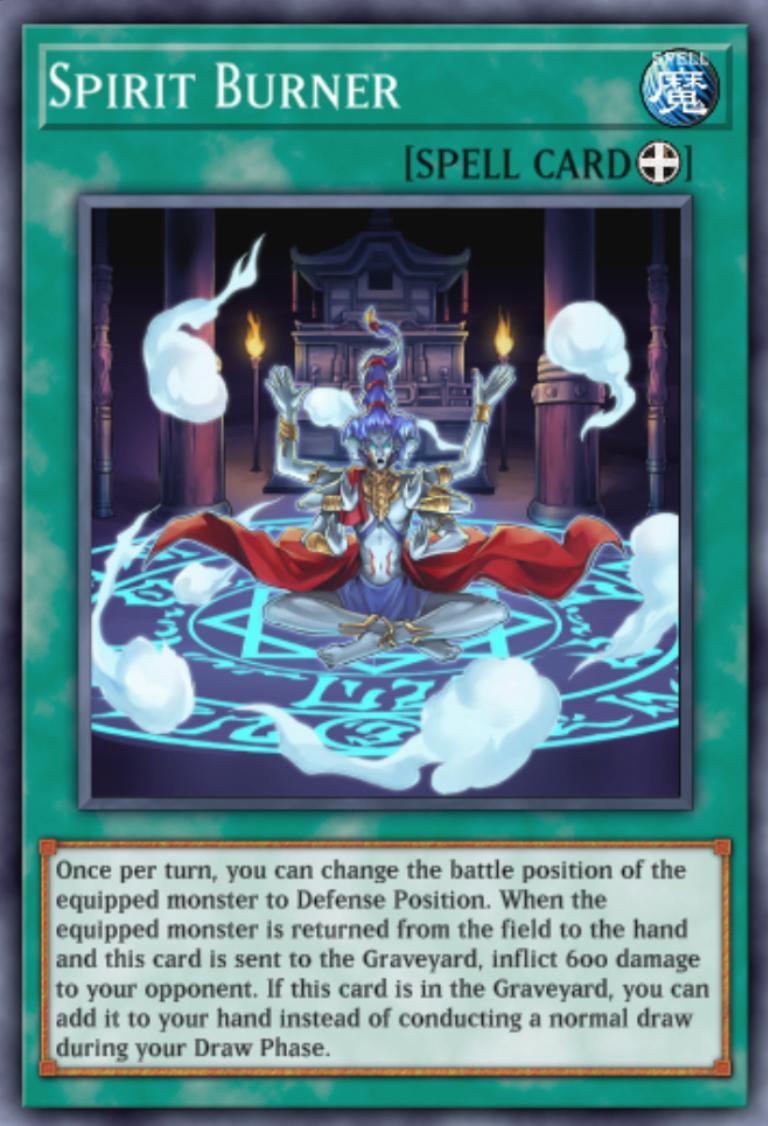 Spirit Burner
SPELL
魔
[SPELL CARD]
Once per turn, you can change the battle position of the
equipped monster to Defense Position. When the
equipped monster is returned from the field to the hand
and this card is sent to the Graveyard, inflict 600 damage
to your opponent. If this card is in the Graveyard, you can
add it to your hand instead of conducting a normal draw
during your Draw Phase.